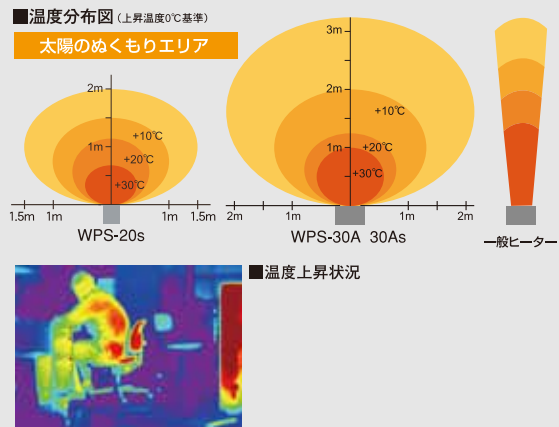 ■温度分布図(上昇温度0℃基準)
太陽のぬくもりエリア
2m
1m
+10℃
+20℃
+30℃
1.5m 1m 1m 1.5m
WPS-20s
3m
2m
1m
+10℃
+20℃
+30℃
2m 1m 1m 2m
WPS-30A 30As
一般ヒーター
■温度上昇状況